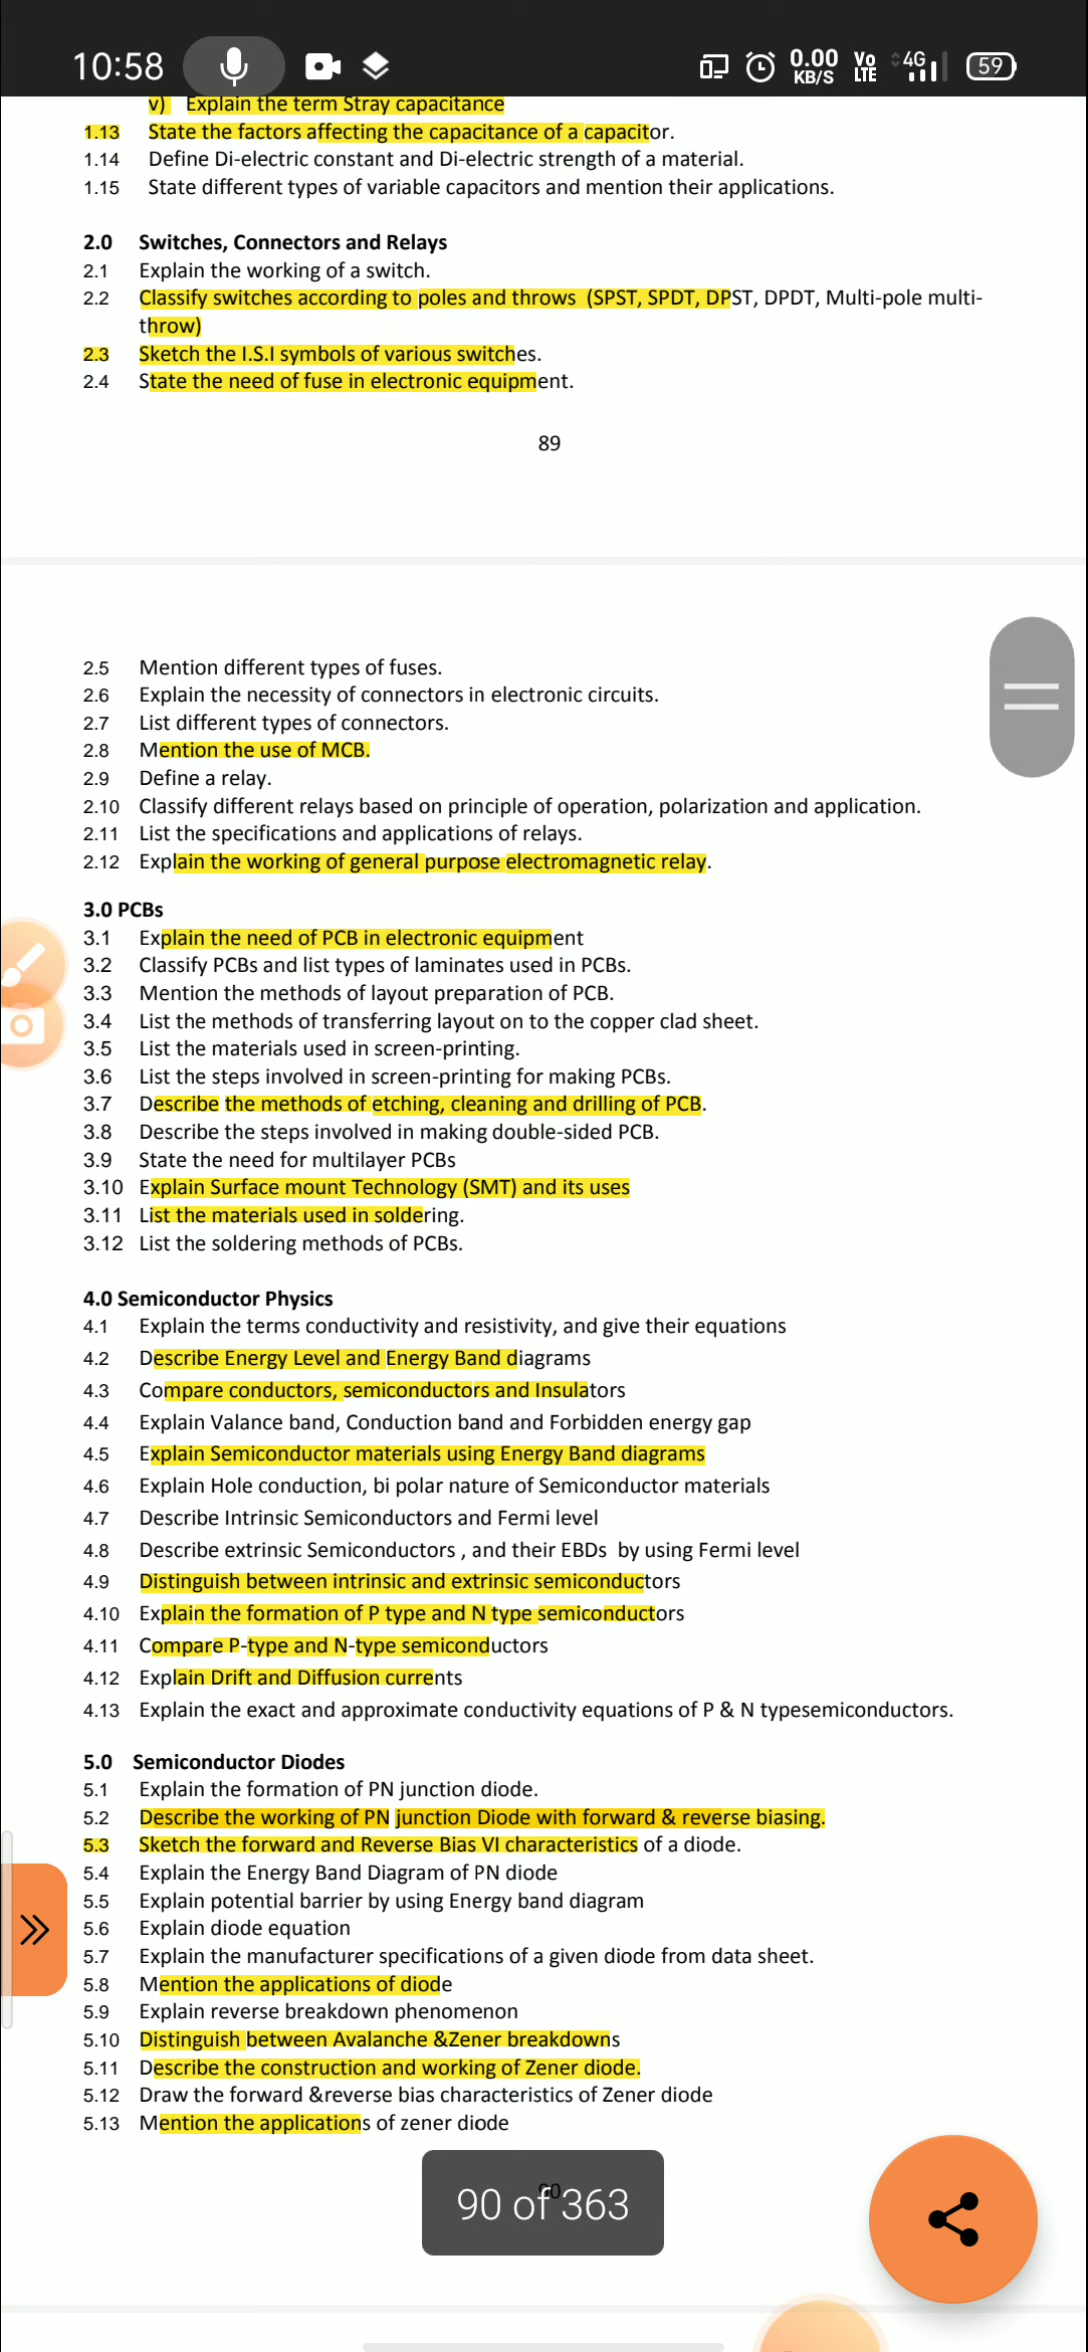 10:58
0.00 KB/S
Vo LTE
4G
59
v) Explain the term Stray capacitance
1.13 State the factors affecting the capacitance of a capacitor.
1.14 Define Di-electric constant and Di-electric strength of a material.
1.15 State different types of variable capacitors and mention their applications.
2.0 Switches, Connectors and Relays
2.1 Explain the working of a switch.
2.2 Classify switches according to poles and throws (SPST, SPDT, DPST, DPDT, Multi-pole multi-
throw)
2.3 Sketch the I.S.I symbols of various switches.
2.4 State the need of fuse in electronic equipment.
89
2.5 Mention different types of fuses.
2.6 Explain the necessity of connectors in electronic circuits.
2.7 List different types of connectors.
2.8 Mention the use of MCB.
2.9 Define a relay.
2.10 Classify different relays based on principle of operation, polarization and application.
2.11 List the specifications and applications of relays.
2.12 Explain the working of general purpose electromagnetic relay.
3.0 PCBs
3.1 Explain the need of PCB in electronic equipment
3.2 Classify PCBs and list types of laminates used in PCBs.
3.3 Mention the methods of layout preparation of PCB.
3.4 List the methods of transferring layout on to the copper clad sheet.
3.5 List the materials used in screen-printing.
3.6 List the steps involved in screen-printing for making PCBs.
3.7 Describe the methods of etching, cleaning and drilling of PCB.
3.8 Describe the steps involved in making double-sided PCB.
3.9 State the need for multilayer PCBs
3.10 Explain Surface mount Technology (SMT) and its uses
3.11 List the materials used in soldering.
3.12 List the soldering methods of PCBs.
4.0 Semiconductor Physics
4.1 Explain the terms conductivity and resistivity, and give their equations
4.2 Describe Energy Level and Energy Band diagrams
4.3 Compare conductors, semiconductors and Insulators
4.4 Explain Valance band, Conduction band and Forbidden energy gap
4.5 Explain Semiconductor materials using Energy Band diagrams
4.6 Explain Hole conduction, bi polar nature of Semiconductor materials
4.7 Describe Intrinsic Semiconductors and Fermi level
4.8 Describe extrinsic Semiconductors , and their EBDs by using Fermi level
4.9 Distinguish between intrinsic and extrinsic semiconductors
4.10 Explain the formation of P type and N type semiconductors
4.11 Compare P-type and N-type semiconductors
4.12 Explain Drift and Diffusion currents
4.13 Explain the exact and approximate conductivity equations of P & N typesemiconductors.
5.0 Semiconductor Diodes
5.1 Explain the formation of PN junction diode.
5.2 Describe the working of PN junction Diode with forward & reverse biasing.
5.3 Sketch the forward and Reverse Bias VI characteristics of a diode.
5.4 Explain the Energy Band Diagram of PN diode
5.5 Explain potential barrier by using Energy band diagram
5.6 Explain diode equation
5.7 Explain the manufacturer specifications of a given diode from data sheet.
5.8 Mention the applications of diode
5.9 Explain reverse breakdown phenomenon
5.10 Distinguish between Avalanche &Zener breakdowns
5.11 Describe the construction and working of Zener diode.
5.12 Draw the forward &reverse bias characteristics of Zener diode
5.13 Mention the applications of zener diode
90 of 363